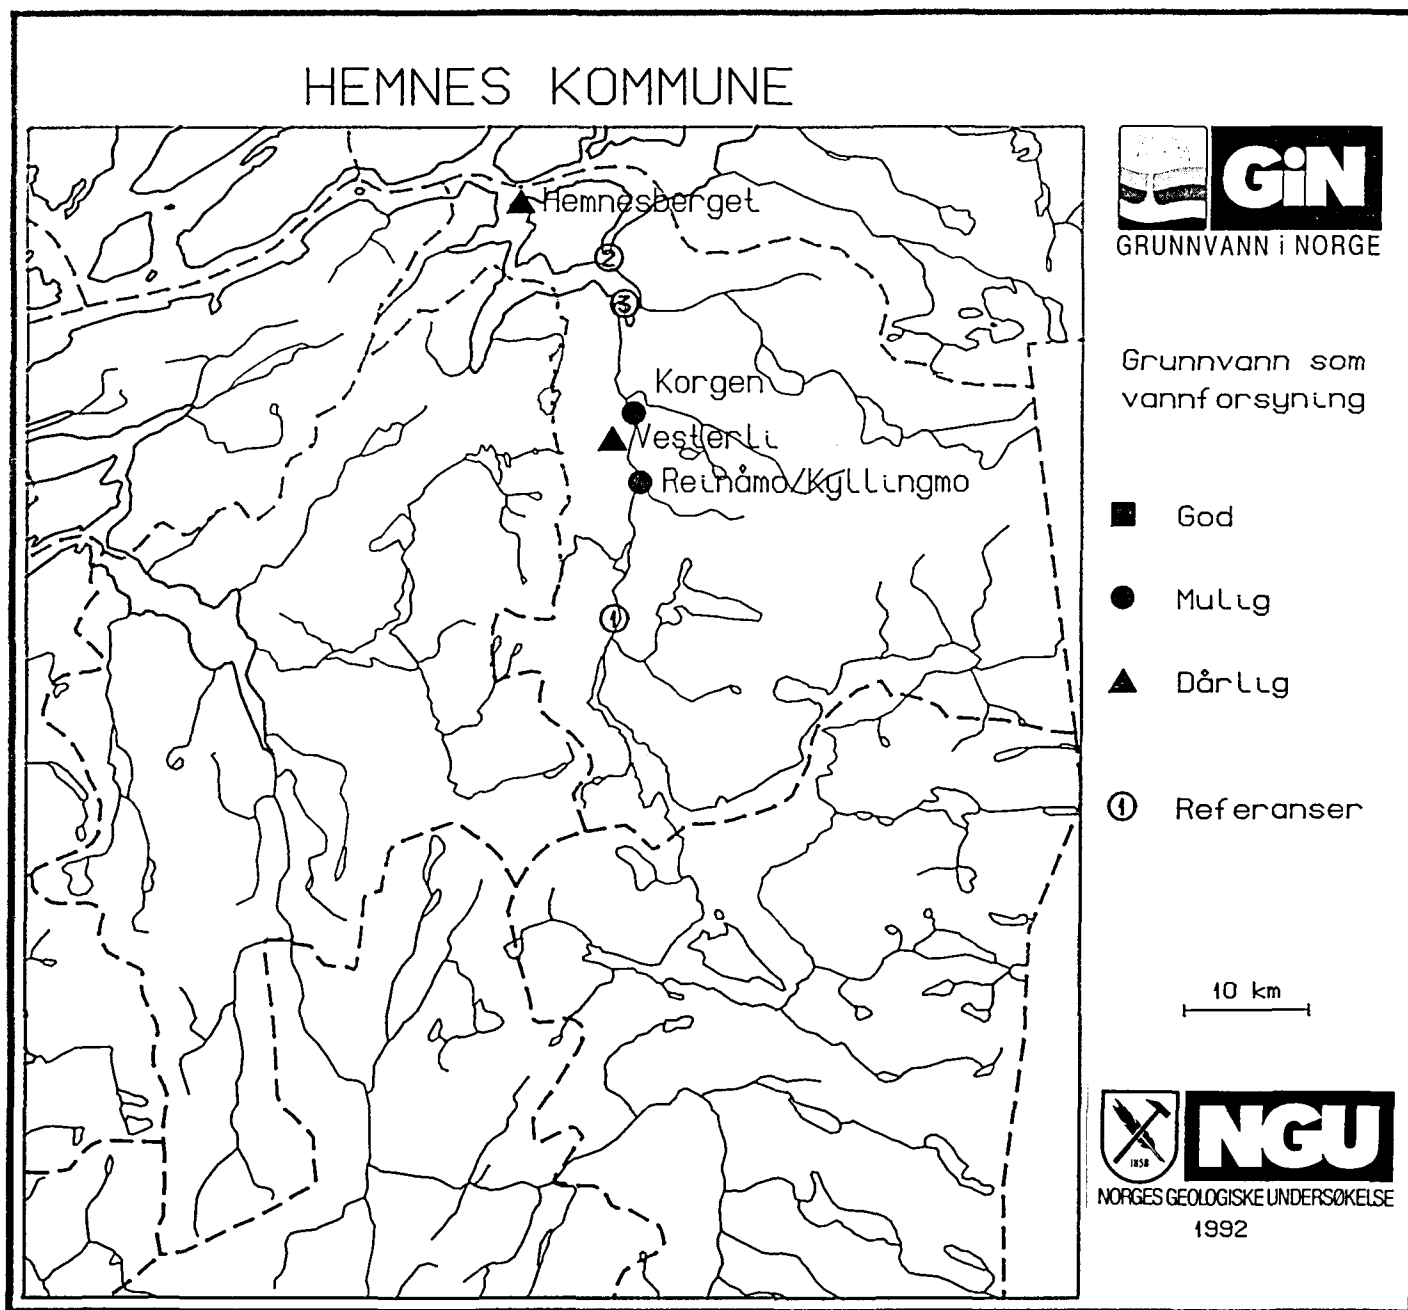 HEMNES KOMMUNE
GiN
GRUNNVANN i NORGE
Hemnesberget
2
3
Grunnvann som
vannforsyning
Korgen
Vesterli
Reinåmo/Kyllingmo
God
Mulig
1
Dårlig
1 Referanser
10 km
1858
NGU
NORGES GEOLOGISKE UNDERSØKELSE
1992